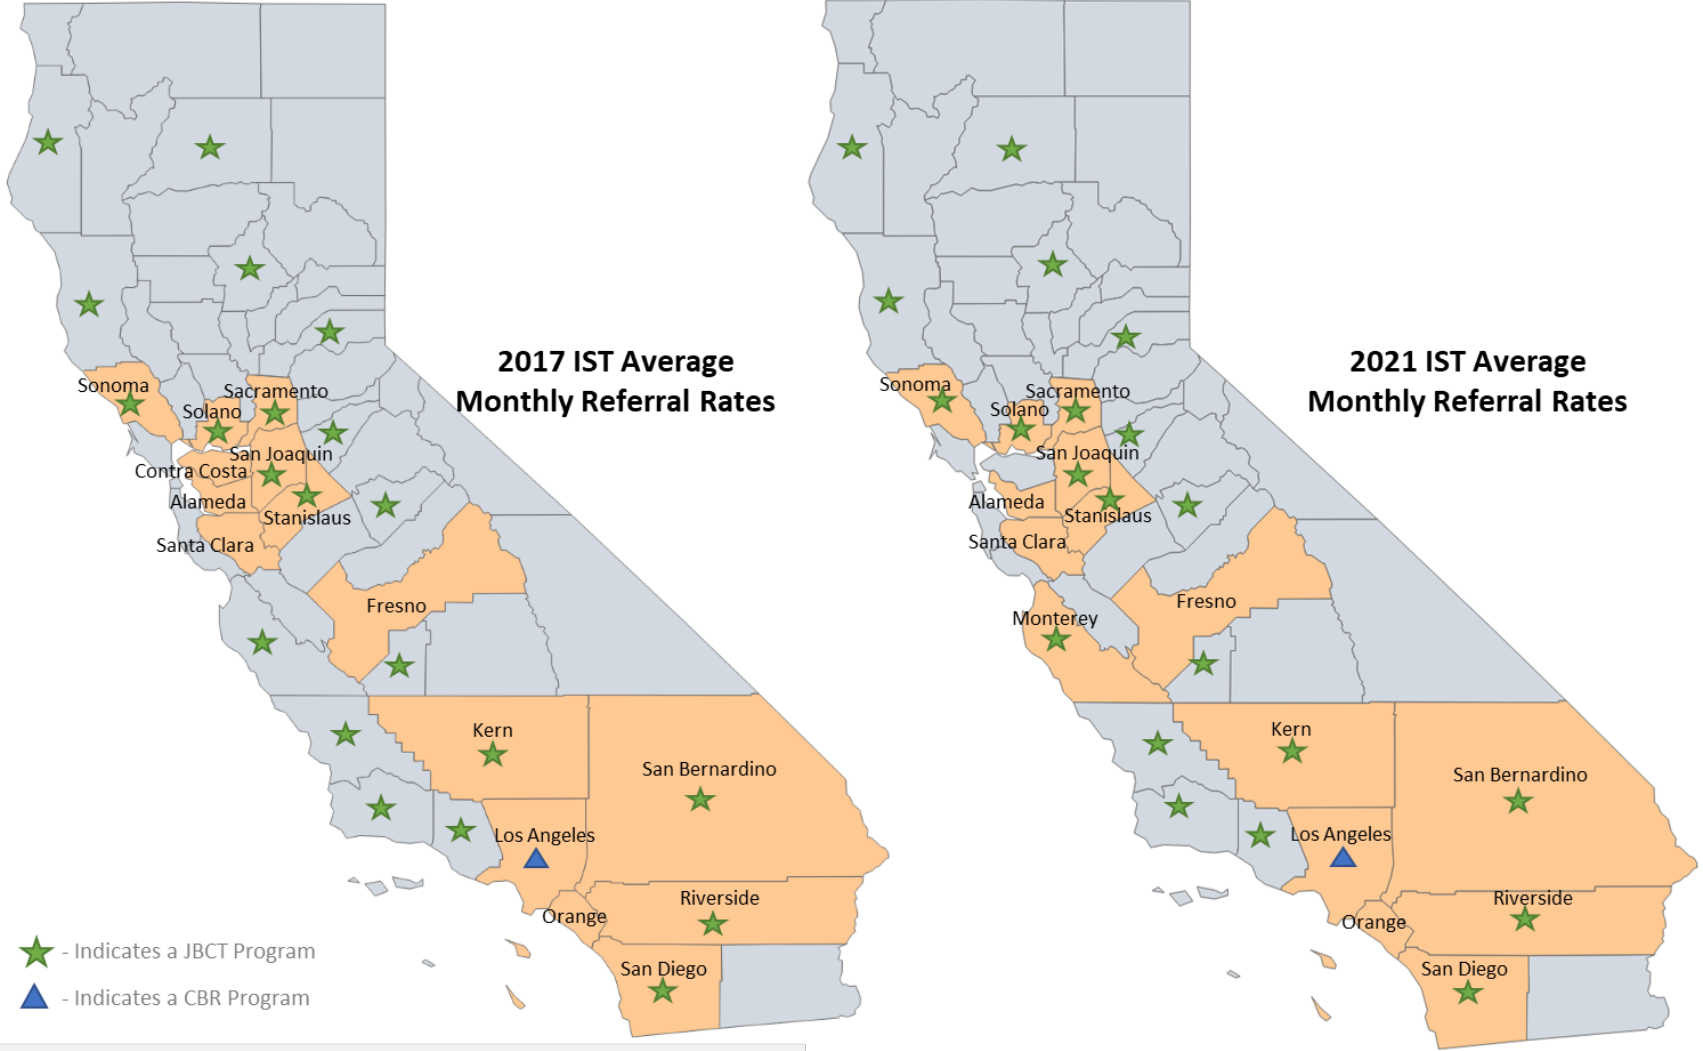 2017 IST Average
Monthly Referral Rates
Sonoma
Sacramento
Solano
San Joaquin
Contra Costa
Alameda
Stanislaus
Santa Clara
Fresno
Kern
San Bernardino
Los Angeles
Riverside
Orange
San Diego
- Indicates a JBCT Program
- Indicates a CBR Program
2021 IST Average
Monthly Referral Rates
Sonoma
Sacramento
Solano
San Joaquin
Alameda
Stanislaus
Santa Clara
Fresno
Monterey
Kern
San Bernardino
Los Angeles
Riverside
Orange
San Diego